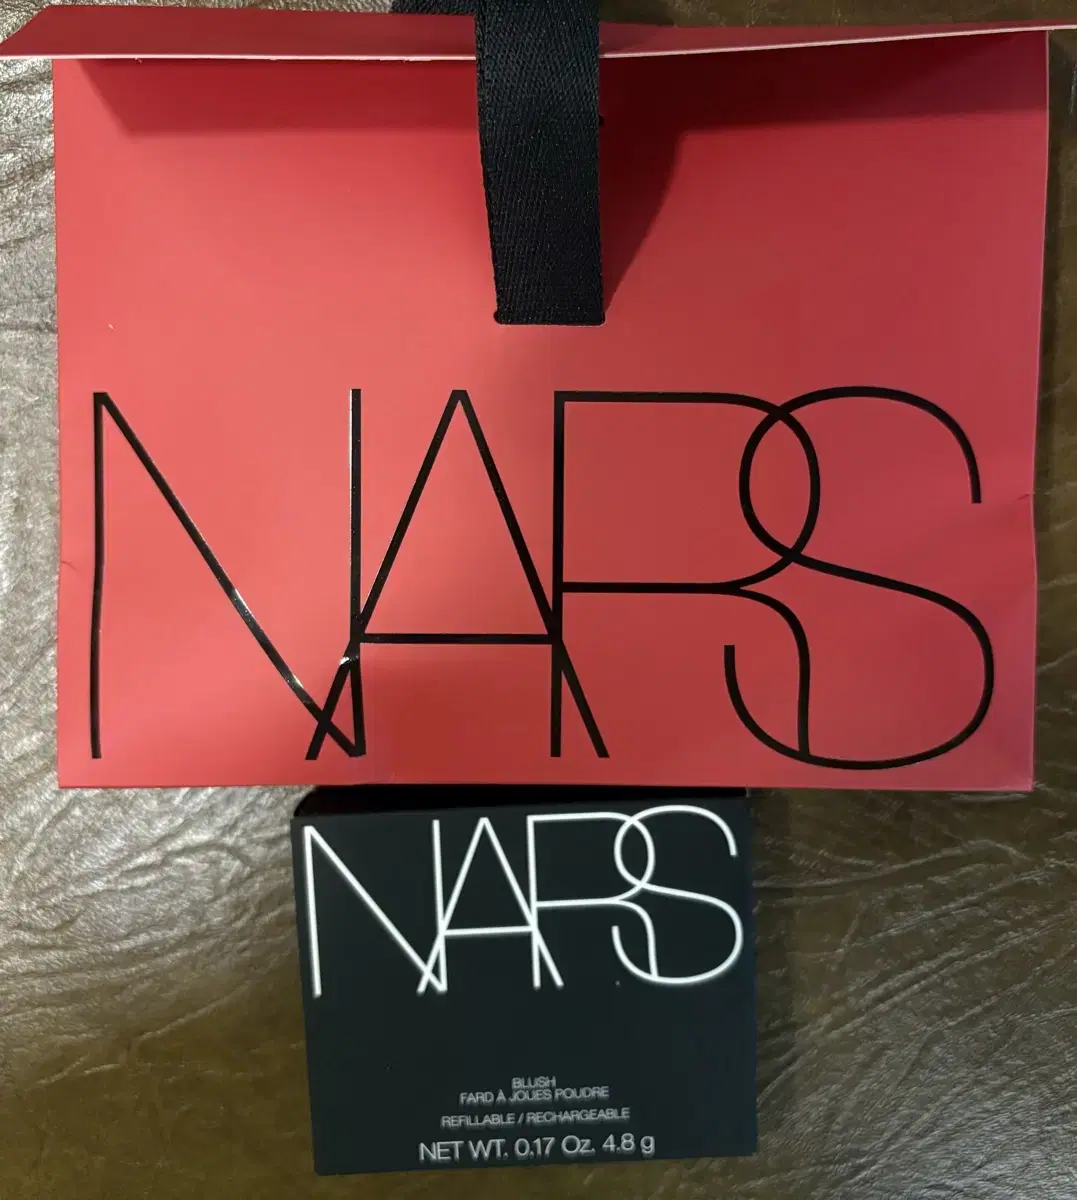 NARS
NARS
BLUSH
FARD À JOUES POUDRE
REFILLABLE / RECHARGEABLE
NET WT. 0.17 Oz. 4.8 g